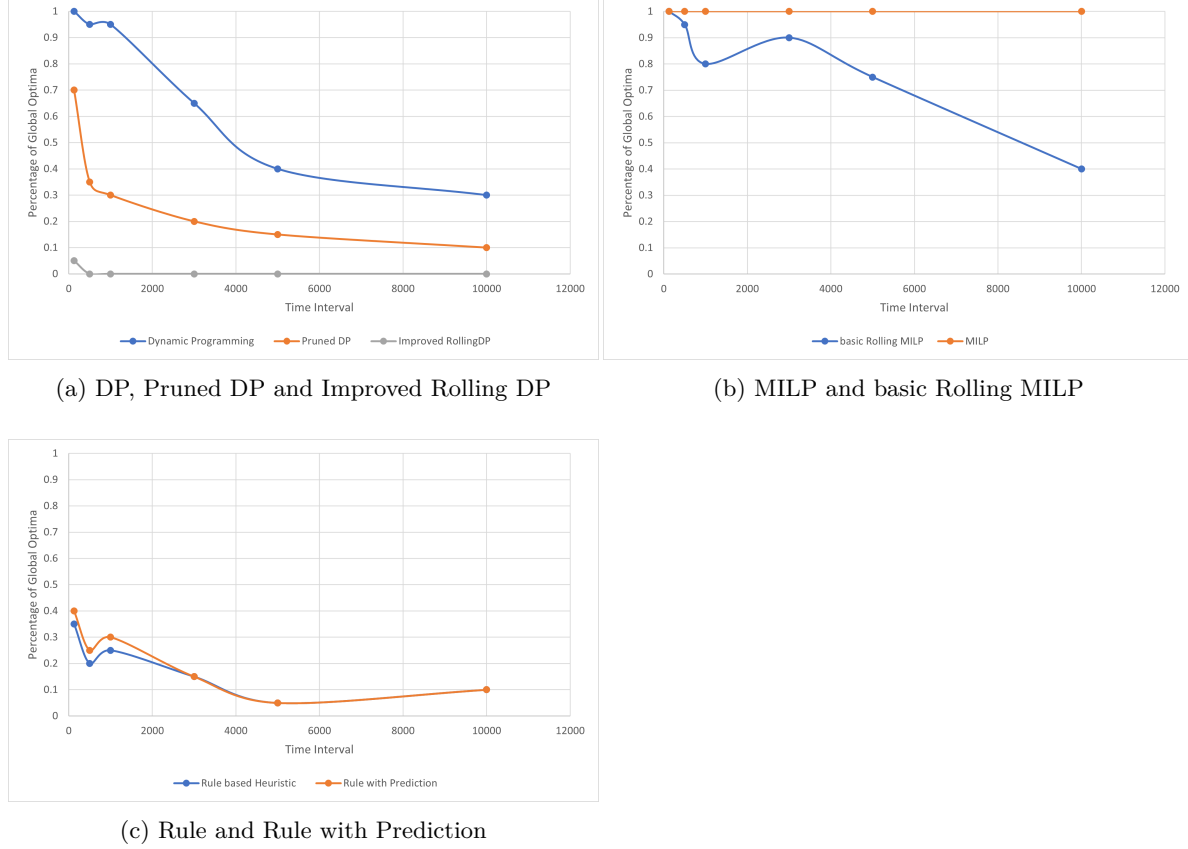 1
0.9
0.8
0.7
0.6
0.5
0.4
0.3
0.2
0.1
0
Percentage of Global Optima
0 2000 4000 6000 8000 10000 12000
Time Interval
Dynamic Programming Pruned DP Improved RollingDP
(a) DP, Pruned DP and Improved Rolling DP
1
0.9
0.8
0.7
0.6
0.5
0.4
0.3
0.2
0.1
0
Percentage of Global Optima
0 2000 4000 6000 8000 10000 12000
Time Interval
basic Rolling MILP MILP
(b) MILP and basic Rolling MILP
1
0.9
0.8
0.7
0.6
0.5
0.4
0.3
0.2
0.1
0
Percentage of Global Optima
0 2000 4000 6000 8000 10000 12000
Time Interval
Rule based Heuristic Rule with Prediction
(c) Rule and Rule with Prediction